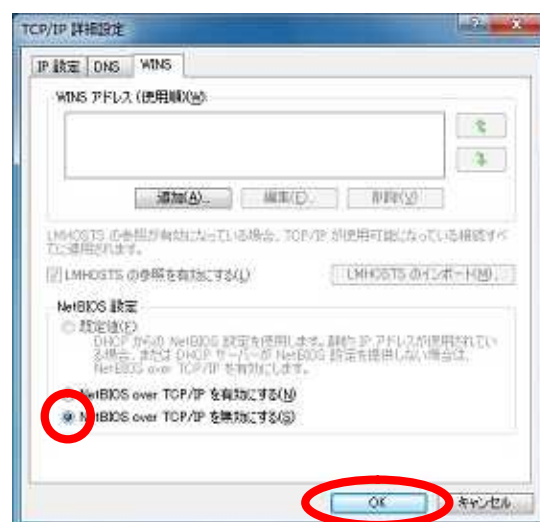 TCP/IP 詳細設定
IP 設定 DNS WINS
WINS アドレス (使用順)(W):
追加(A)... 編集(E)... 削除(V)
LMHOSTS の参照が有効になっている場合、TCP/IP が使用可能になっている接続すべ
てに適用されます。
LMHOSTS の参照を有効にする(L) LMHOSTS のインポート(M)...
NetBIOS 設定
既定値(F)
DHCP からの NetBIOS 設定を使用します。静的 IP アドレスが使用されてい
る場合、または DHCP サーバーが NetBIOS 設定を提供しない場合は、
NetBIOS over TCP/IP を有効にします。
NetBIOS over TCP/IP を有効にする(N)
NetBIOS over TCP/IP を無効にする(S)
OK キャンセル